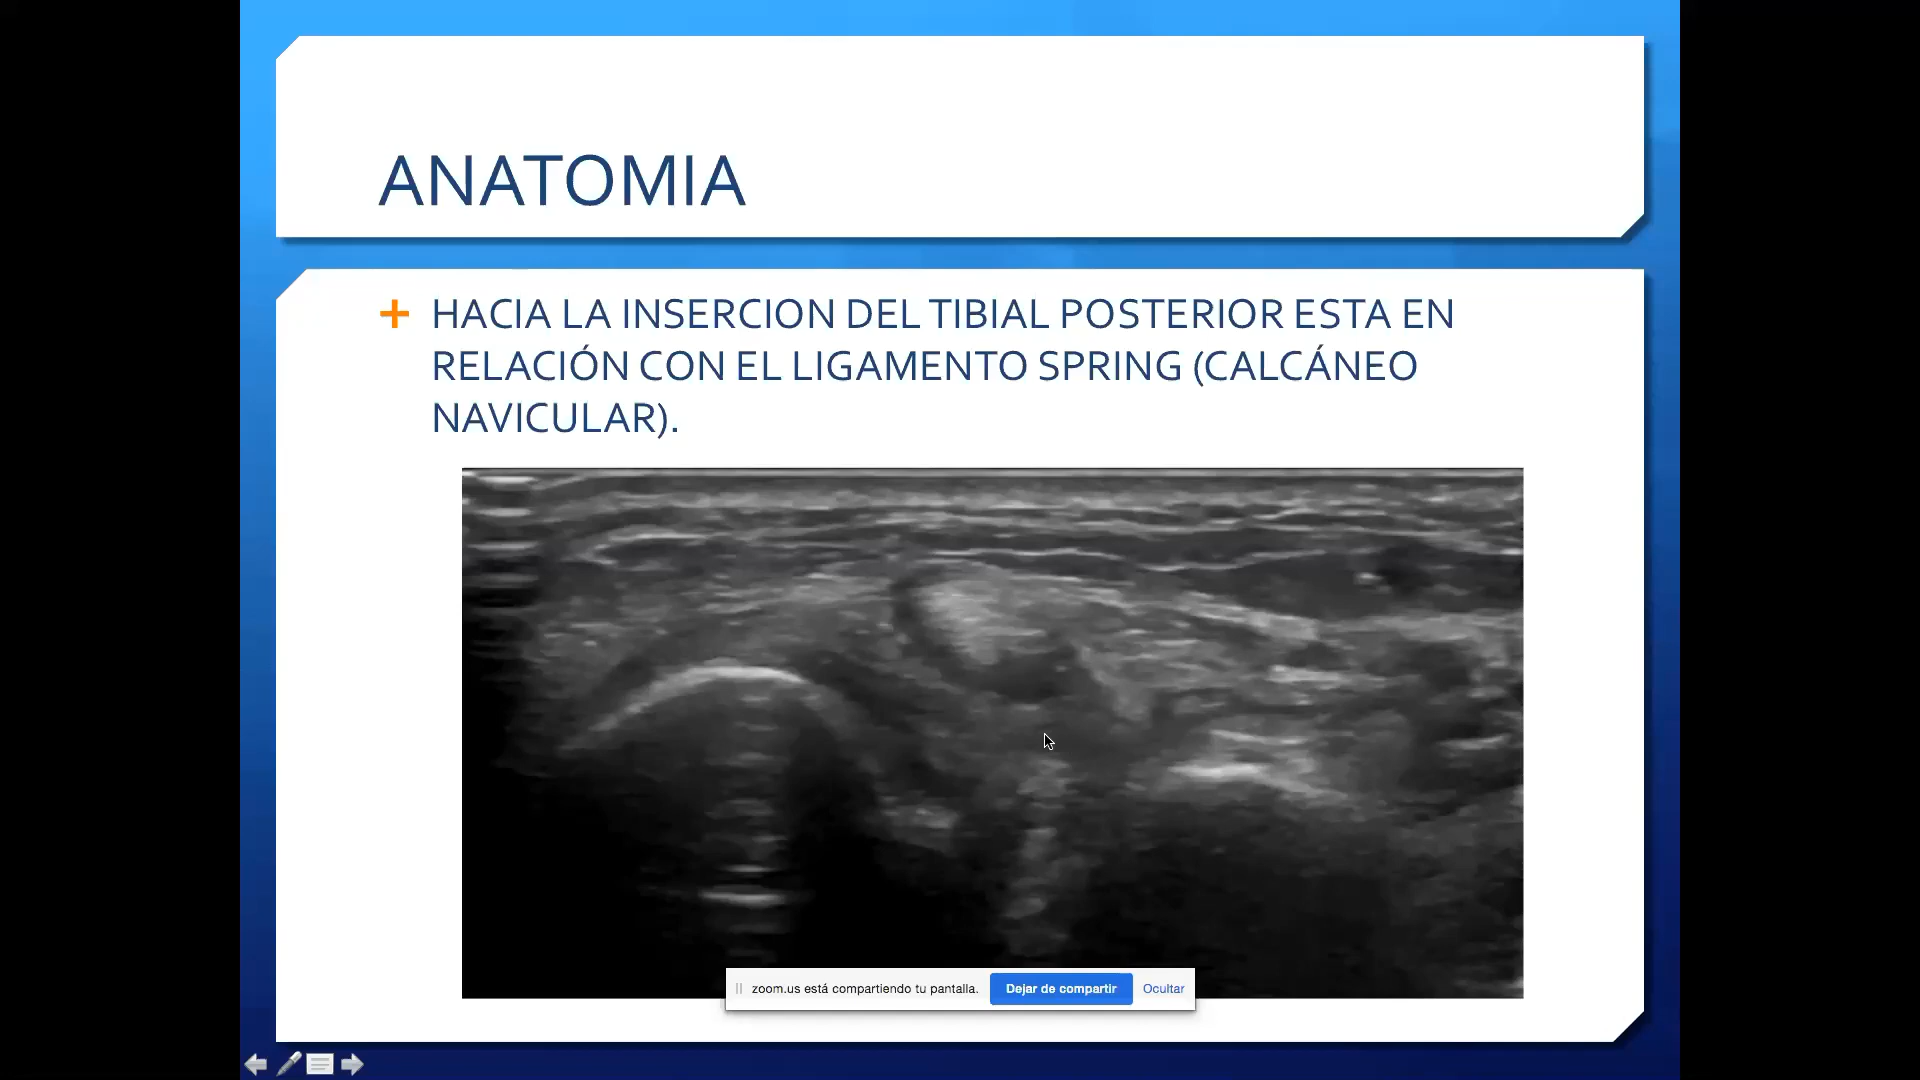 ANATOMIA
HACIA LA INSERCION DEL TIBIAL POSTERIOR ESTA EN
RELACIÓN CON EL LIGAMENTO SPRING (CALCÁNEO
NAVICULAR).
zoom.us está compartiendo tu pantalla. Dejar de compartir Ocultar